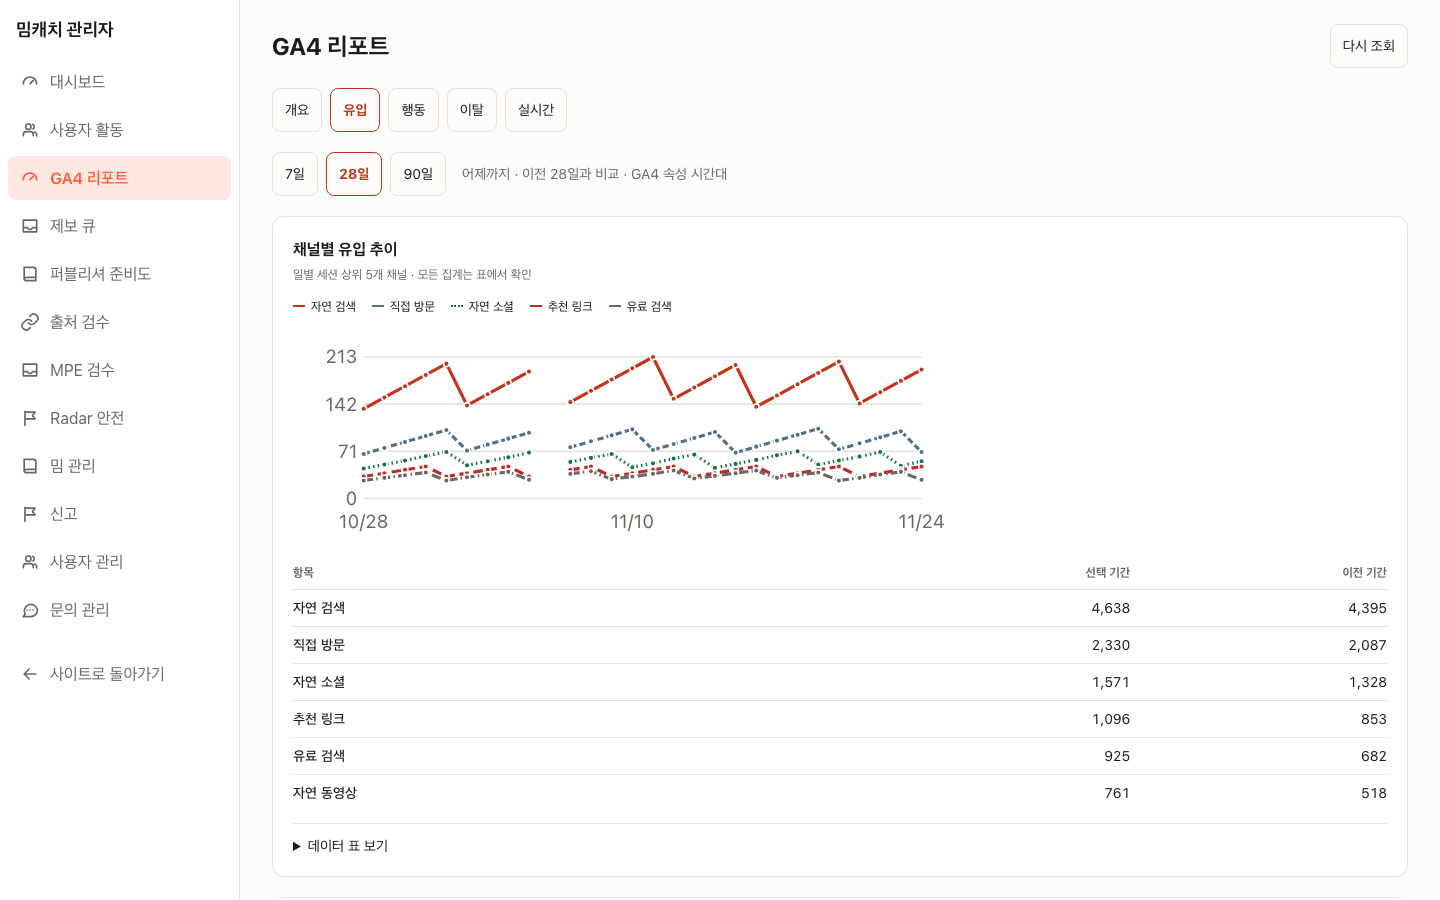 밈캐치 관리자
대시보드
사용자 활동
GA4 리포트
제보 큐
퍼블리셔 준비도
출처 검수
MPE 검수
Radar 안전
밈 관리
신고
사용자 관리
문의 관리
사이트로 돌아가기
GA4 리포트
다시 조회
개요 유입 행동 이탈 실시간
7일 28일 90일 어제까지 · 이전 28일과 비교 · GA4 속성 시간대
채널별 유입 추이
일별 세션 상위 5개 채널 · 모든 집계는 표에서 확인
자연 검색 직접 방문 자연 소셜 추천 링크 유료 검색
213
142
71
0
10/28 11/10 11/24
항목 선택 기간 이전 기간
자연 검색 4,638 4,395
직접 방문 2,330 2,087
자연 소셜 1,571 1,328
추천 링크 1,096 853
유료 검색 925 682
자연 동영상 761 518
데이터 표 보기